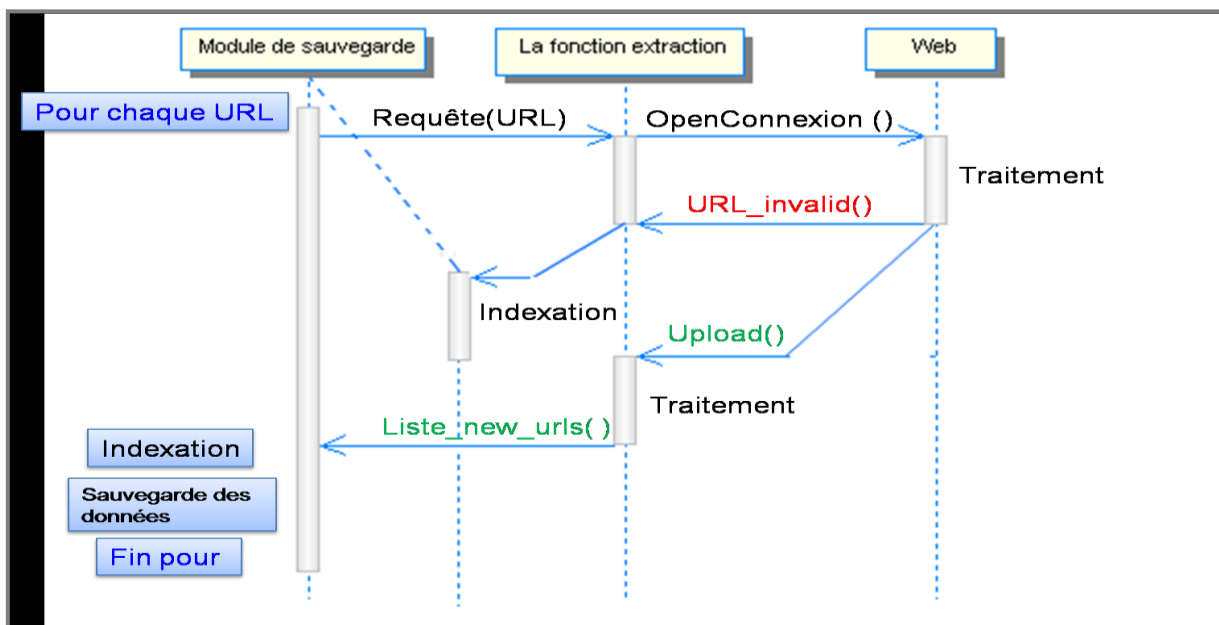 Module de sauvegarde
La fonction extraction
Web
Pour chaque URL
Requête(URL)
OpenConnexion ()
Traitement
URL_invalid()
Indexation
Upload()
Traitement
Liste_new_urls( )
Indexation
Sauvegarde des
données
Fin pour